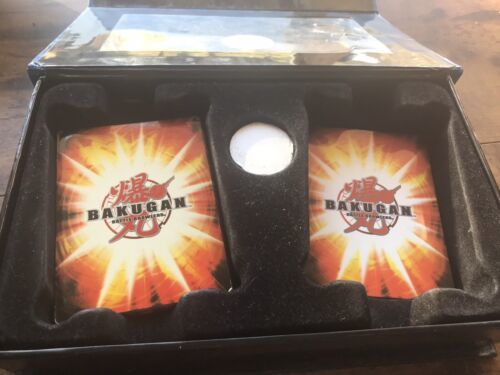 爆
BAKUGAN
BATTLE BRAWLERS
丸
爆
BAKUGAN
BATTLE BRAWLERS
丸